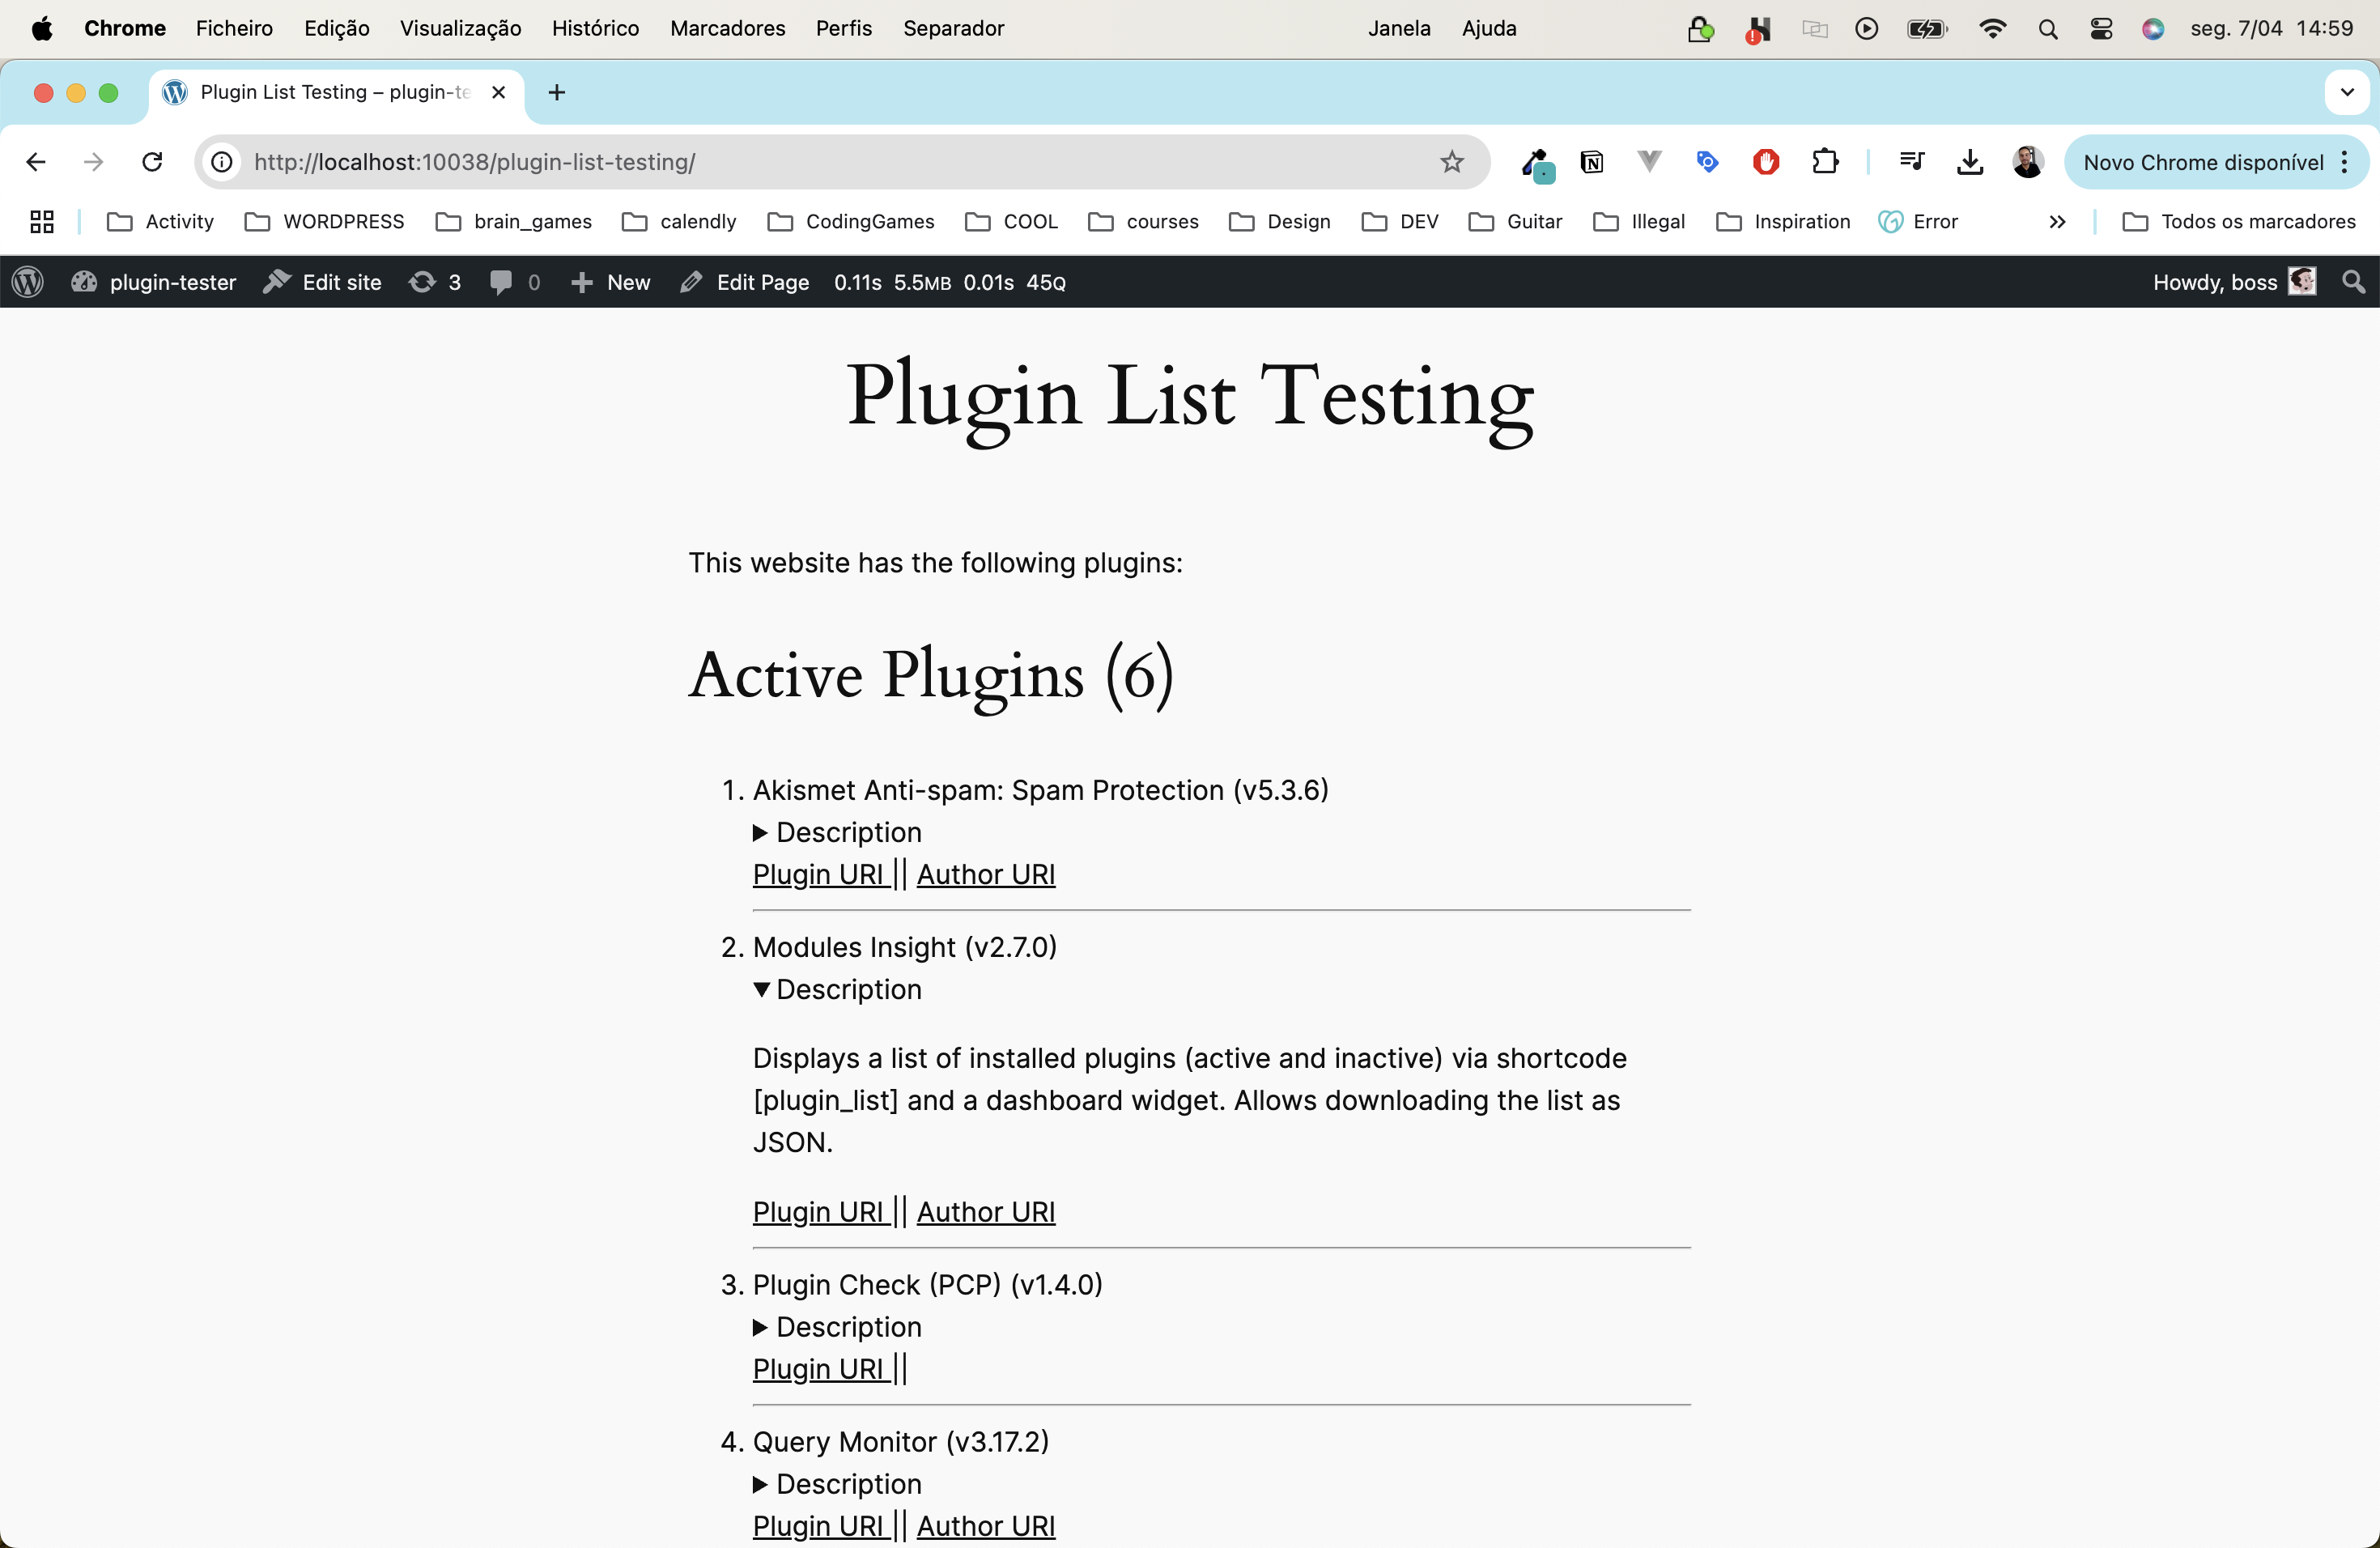 Chrome Ficheiro Edição Visualização Histórico Marcadores Perfis Separador Janela Ajuda seg. 7/04 14:59
Plugin List Testing – plugin-te
http://localhost:10038/plugin-list-testing/ Novo Chrome disponível
Activity WORDPRESS brain_games calendly CodingGames COOL courses Design DEV Guitar Illegal Inspiration Error Todos os marcadores
plugin-tester Edit site 3 0 New Edit Page 0.11s 5.5MB 0.01s 45Q Howdy, boss
Plugin List Testing
This website has the following plugins:
Active Plugins (6)
1. Akismet Anti-spam: Spam Protection (v5.3.6)
Description
Plugin URI || Author URI
2. Modules Insight (v2.7.0)
Description
Displays a list of installed plugins (active and inactive) via shortcode
[plugin_list] and a dashboard widget. Allows downloading the list as
JSON.
Plugin URI || Author URI
3. Plugin Check (PCP) (v1.4.0)
Description
Plugin URI ||
4. Query Monitor (v3.17.2)
Description
Plugin URI || Author URI